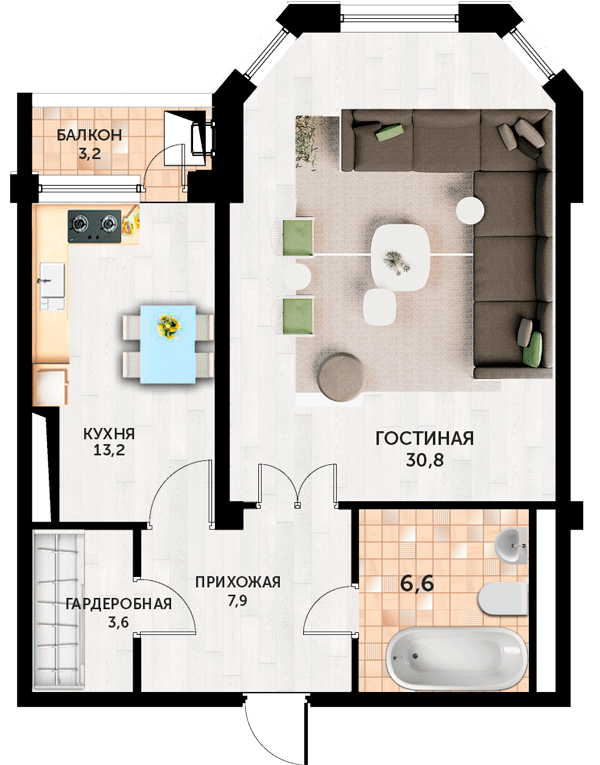 БАЛКОН
3,2
КУХНЯ
13,2
ГОСТИНАЯ
30,8
ПРИХОЖАЯ
7,9
ГАРДЕРОБНАЯ
3,6
6,6